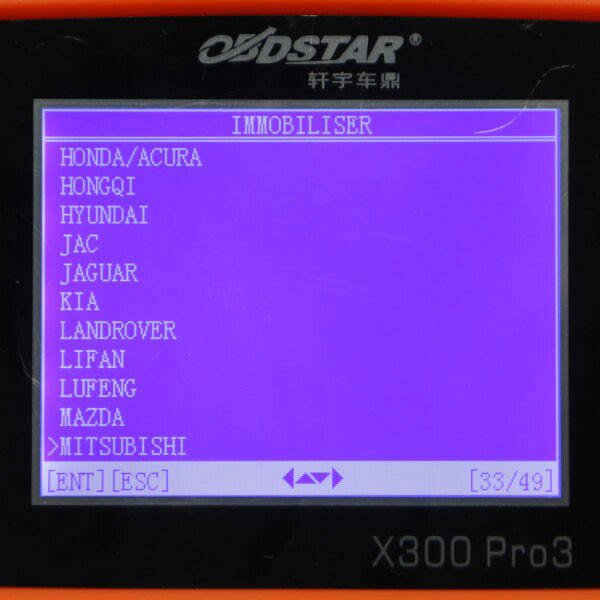 OBDSTAR®
轩宇车鼎
IMMOBILISER
HONDA/ACURA
HONGQI
HYUNDAI
JAC
JAGUAR
KIA
LANDROVER
LIFAN
LUFENG
MAZDA
>MITSUBISHI
[ENT][ESC] [33/49]
X300 Pro3